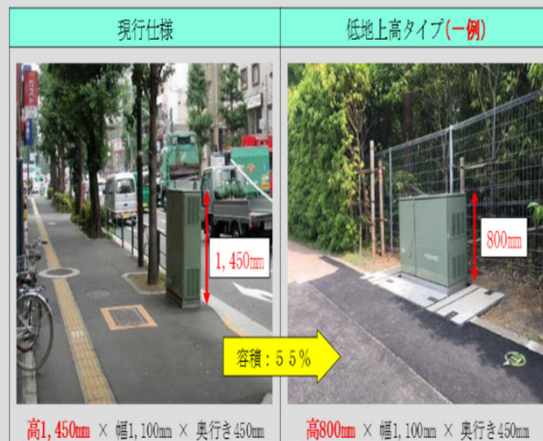 現行仕様
低地上高タイプ(一例)
1,450mm
800mm
容積：55%
高1,450mm × 幅1,100mm × 奥行き450mm
高800mm × 幅1,100mm × 奥行き450mm